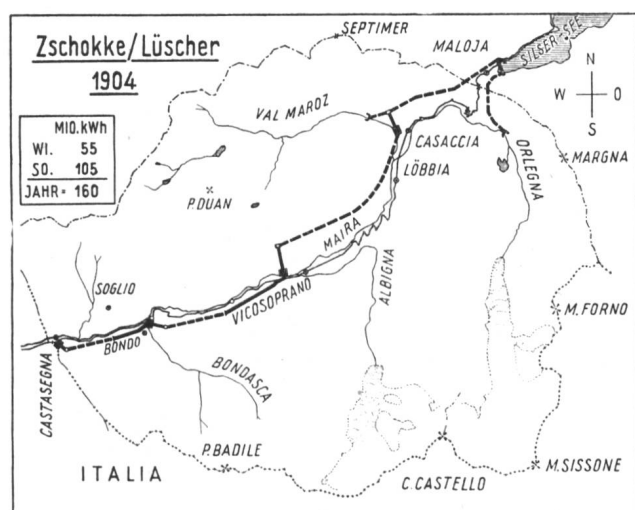 Zschokke/Lüscher
1904
SEPTIMER
MALOJA
SILSER-SEE
N
W O
S
VAL MAROZ
MIO.kWh
WI. 55
SO. 105
JAHR = 160
CASACCIA
LÖBBIA
ORLEGNA
MARGNA
P.DUAN
MAIRA
ALBIGNA
SOGLIO
VICOSOPRANO
M.FORNO
BONDO
CASTASEGNA
BONDASCA
P.BADILE
ITALIA
C.CASTELLO
M.SISSONE